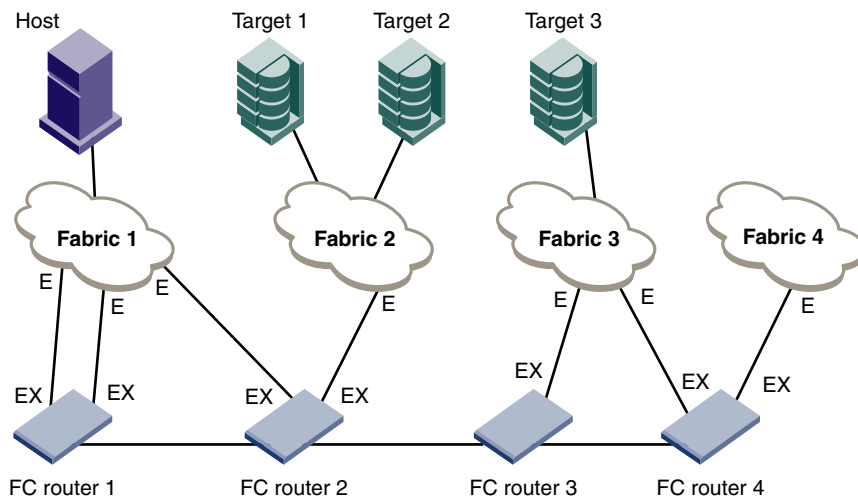 Host
Target 1
Target 2
Target 3
Fabric 1
Fabric 2
Fabric 3
Fabric 4
E
E
E
E
E
E
E
EX
EX
EX
EX
EX
EX
EX
FC router 1
FC router 2
FC router 3
FC router 4